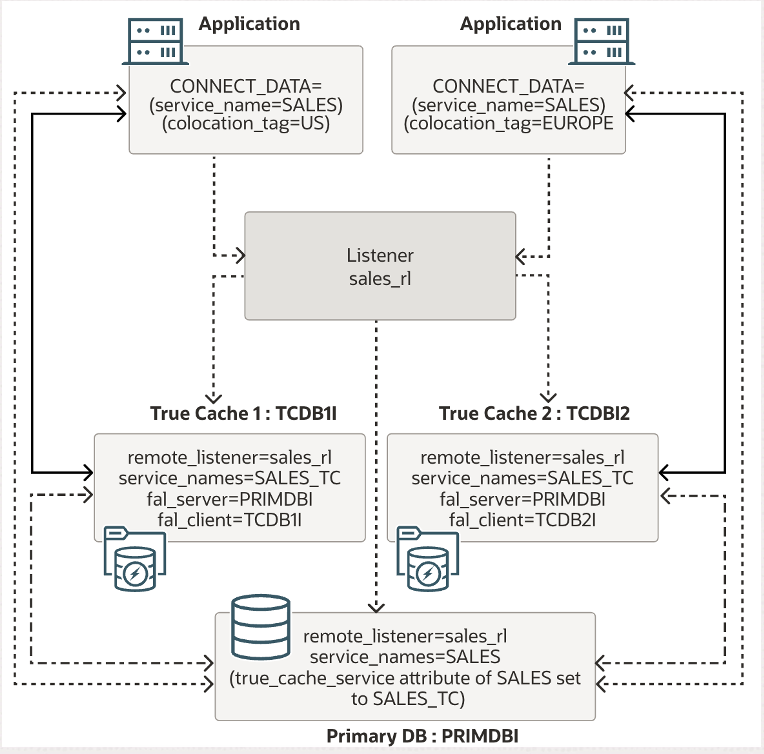 Application
Application
CONNECT_DATA=
(service_name=SALES)
(colocation_tag=US)
CONNECT_DATA=
(service_name=SALES)
(colocation_tag=EUROPE
Listener
sales_rl
True Cache 1 : TCDB1I
True Cache 2 : TCDBI2
remote_listener=sales_rl
service_names=SALES_TC
fal_server=PRIMDBI
fal_client=TCDB1I
remote_listener=sales_rl
service_names=SALES_TC
fal_server=PRIMDBI
fal_client=TCDB2I
remote_listener=sales_rl
service_names=SALES
(true_cache_service attribute of SALES set
to SALES_TC)
Primary DB : PRIMDBI